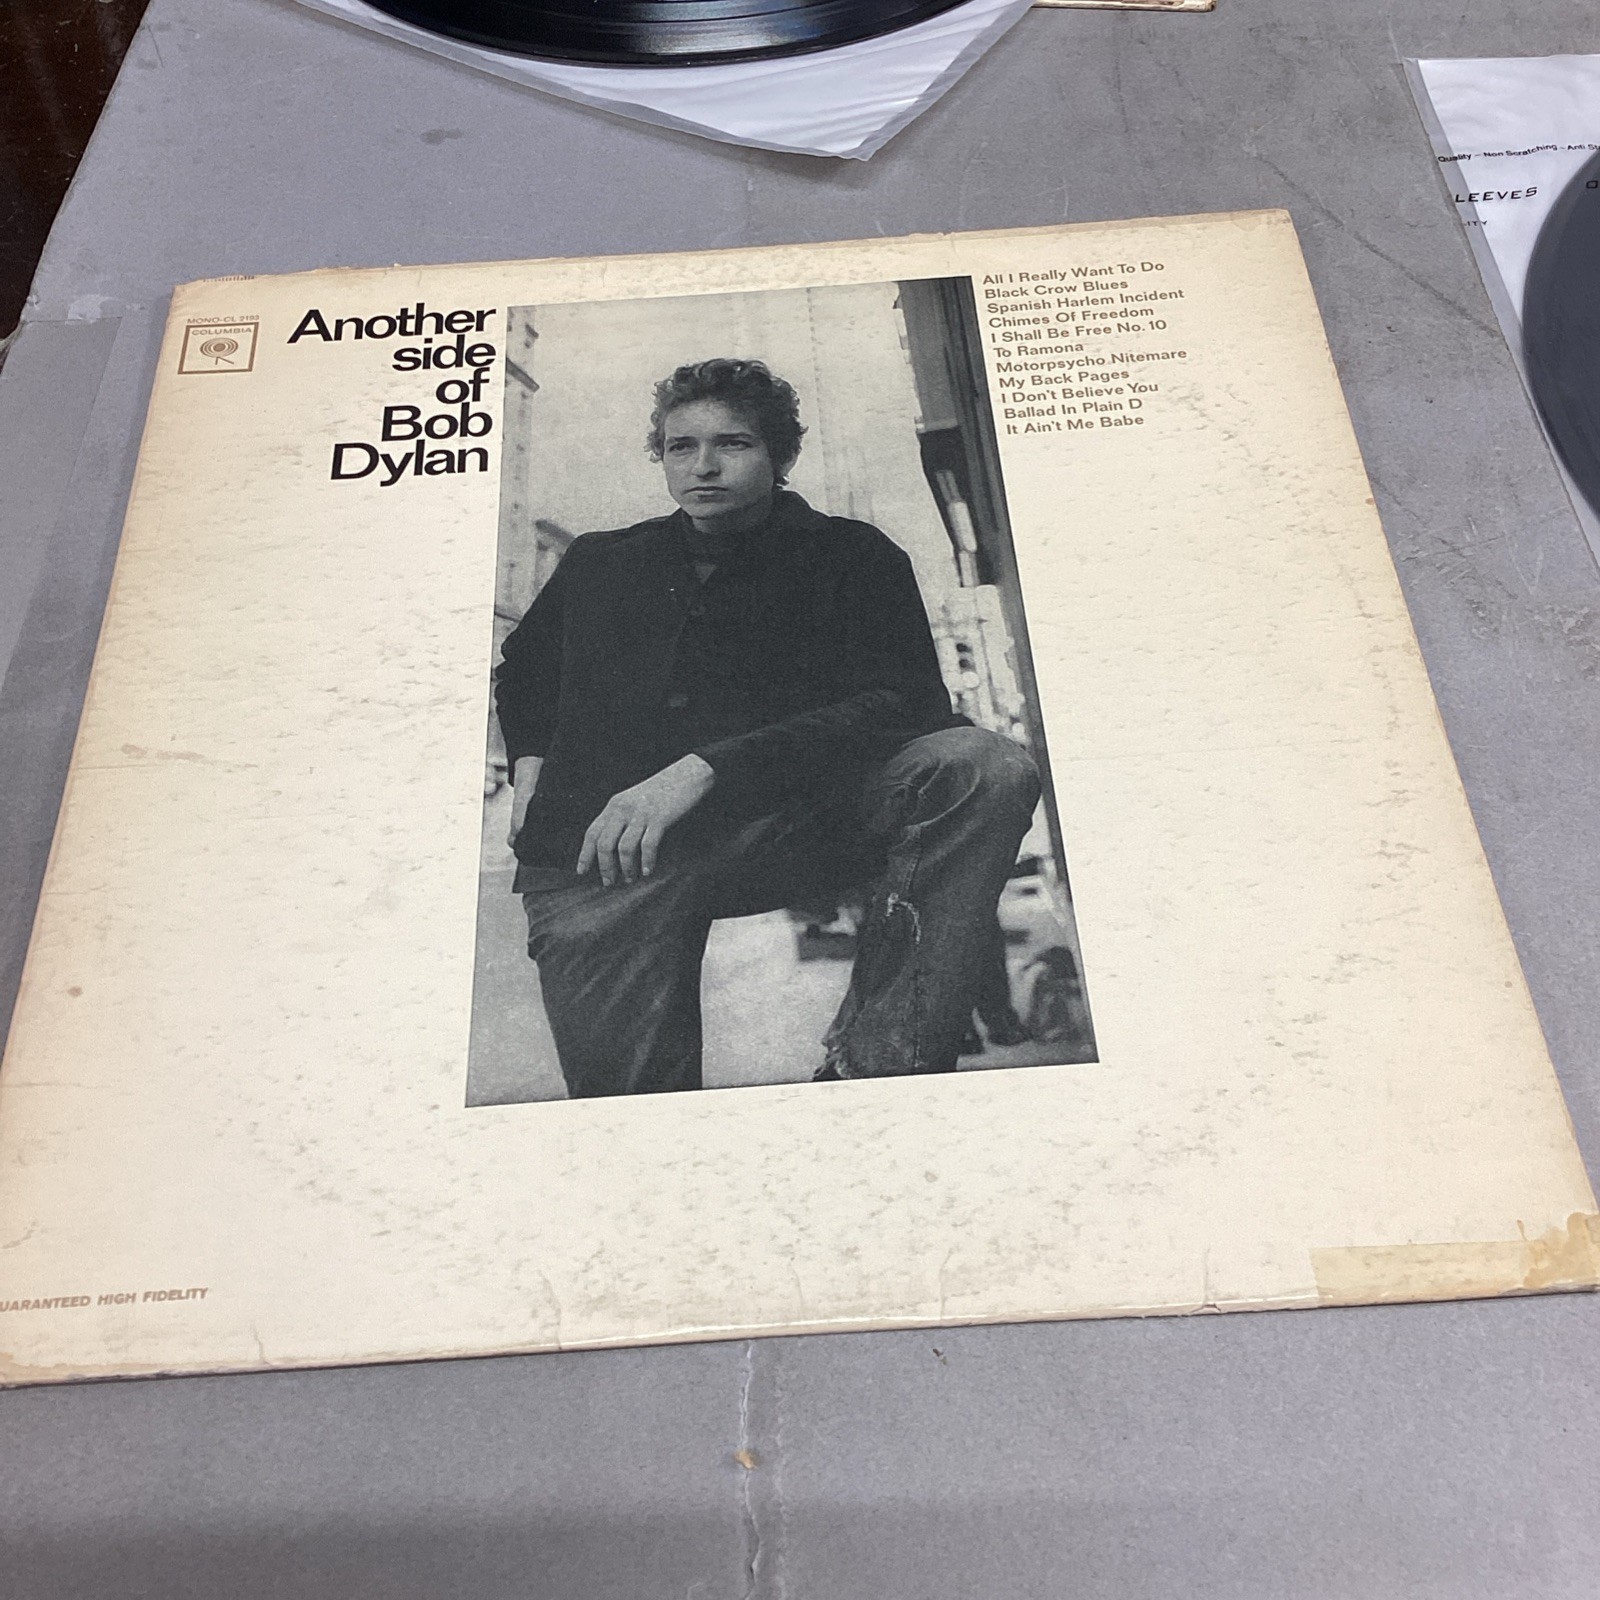 Quality - Non Scratching - Anti
LEEVES
MONO-CL 2193
COLUMBIA
Another
side
of
Bob
Dylan
All I Really Want To Do
Black Crow Blues
Spanish Harlem Incident
Chimes Of Freedom
I Shall Be Free No. 10
To Ramona
Motorpsycho Nitemare
My Back Pages
I Don't Believe You
Ballad In Plain D
It Ain't Me Babe
UARANTEED HIGH FIDELITY